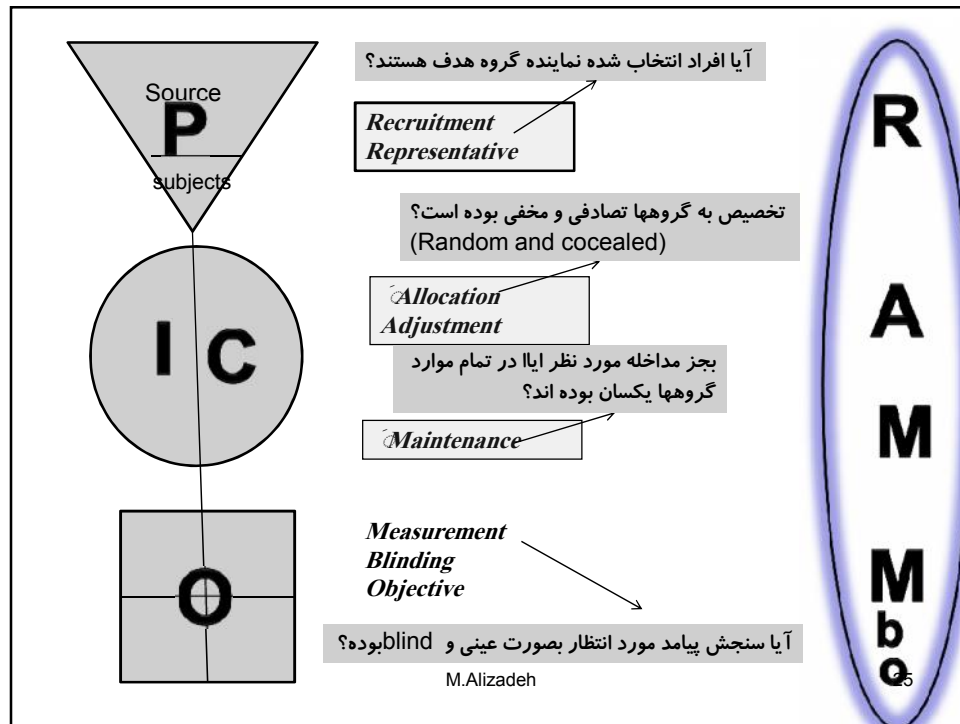 آیا افراد انتخاب شده نماینده گروه هدف هستند؟
Source
P
subjects
Recruitment
Representative
تخصیص به گروهها تصادفی و مخفی بوده است؟
(Random and cocealed)
Allocation
Adjustment
I C
بجز مداخله مورد نظر ایاا در تمام موارد
گروهها یکسان بوده اند؟
Maintenance
Measurement
Blinding
Objective
O
آیا سنجش پیامد مورد انتظار بصورت عینی و blindبوده؟
R
A
M
M
b
o
M.Alizadeh
25